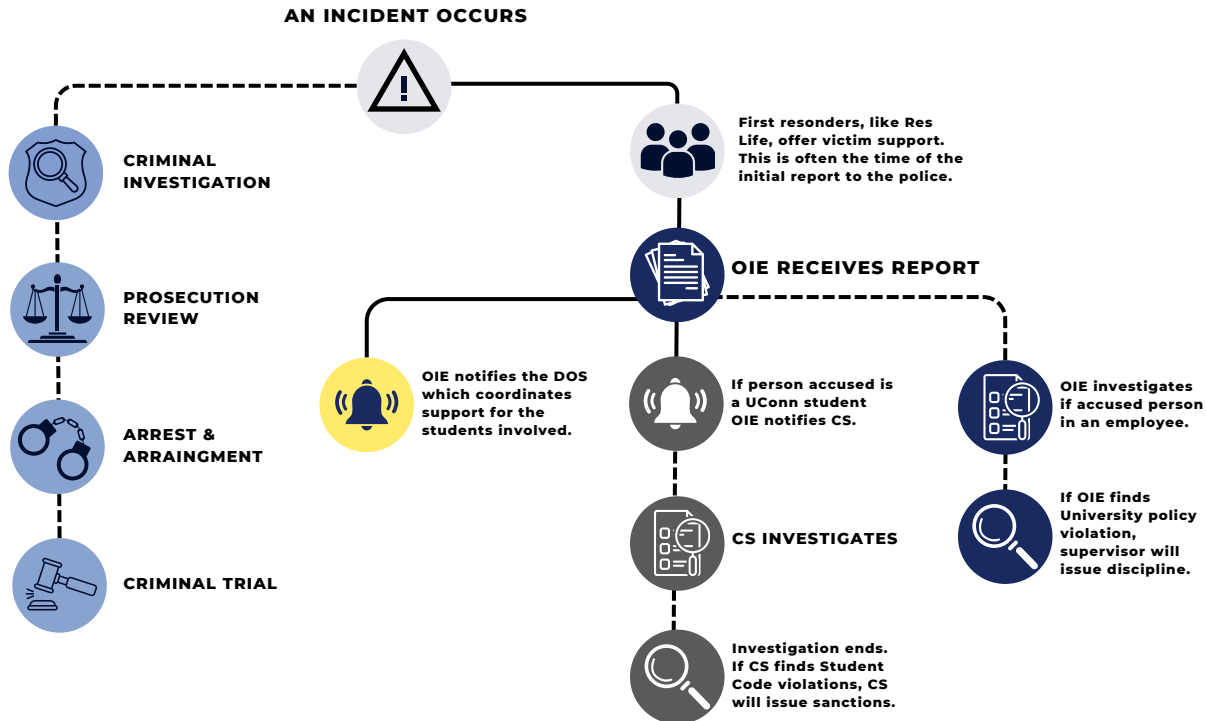 AN INCIDENT OCCURS
CRIMINAL
INVESTIGATION
PROSECUTION
REVIEW
ARREST &
ARRAINGMENT
CRIMINAL TRIAL
First resonders, like Res
Life, offer victim support.
This is often the time of the
initial report to the police.
OIE RECEIVES REPORT
OIE notifies the DOS
which coordinates
support for the
students involved.
If person accused is
a UConn student
OIE notifies CS.
CS INVESTIGATES
Investigation ends.
If CS finds Student
Code violations, CS
will issue sanctions.
OIE investigates
if accused person
in an employee.
If OIE finds
University policy
violation,
supervisor will
issue discipline.